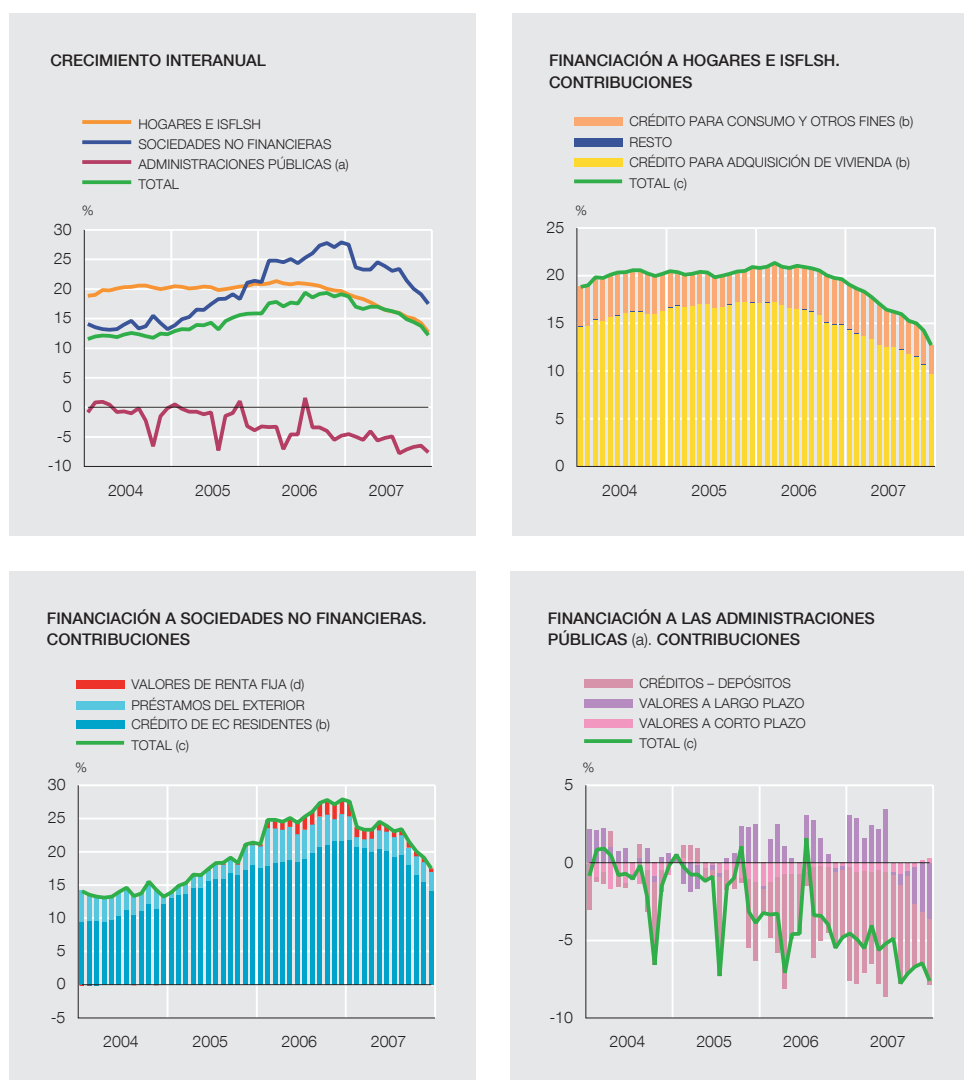 CRECIMIENTO INTERANUAL
HOGARES E ISFLSH
SOCIEDADES NO FINANCIERAS
ADMINISTRACIONES PÚBLICAS (a)
TOTAL
%
30
25
20
15
10
5
0
-5
-10
2004 2005 2006 2007
FINANCIACIÓN A HOGARES E ISFLSH.
CONTRIBUCIONES
CRÉDITO PARA CONSUMO Y OTROS FINES (b)
RESTO
CRÉDITO PARA ADQUISICIÓN DE VIVIENDA (b)
TOTAL (c)
%
25
20
15
10
5
0
2004 2005 2006 2007
FINANCIACIÓN A SOCIEDADES NO FINANCIERAS.
CONTRIBUCIONES
VALORES DE RENTA FIJA (d)
PRÉSTAMOS DEL EXTERIOR
CRÉDITO DE EC RESIDENTES (b)
TOTAL (c)
%
30
25
20
15
10
5
0
-5
2004 2005 2006 2007
FINANCIACIÓN A LAS ADMINISTRACIONES
PÚBLICAS (a). CONTRIBUCIONES
CRÉDITOS – DEPÓSITOS
VALORES A LARGO PLAZO
VALORES A CORTO PLAZO
TOTAL (c)
%
5
0
-5
-10
2004 2005 2006 2007